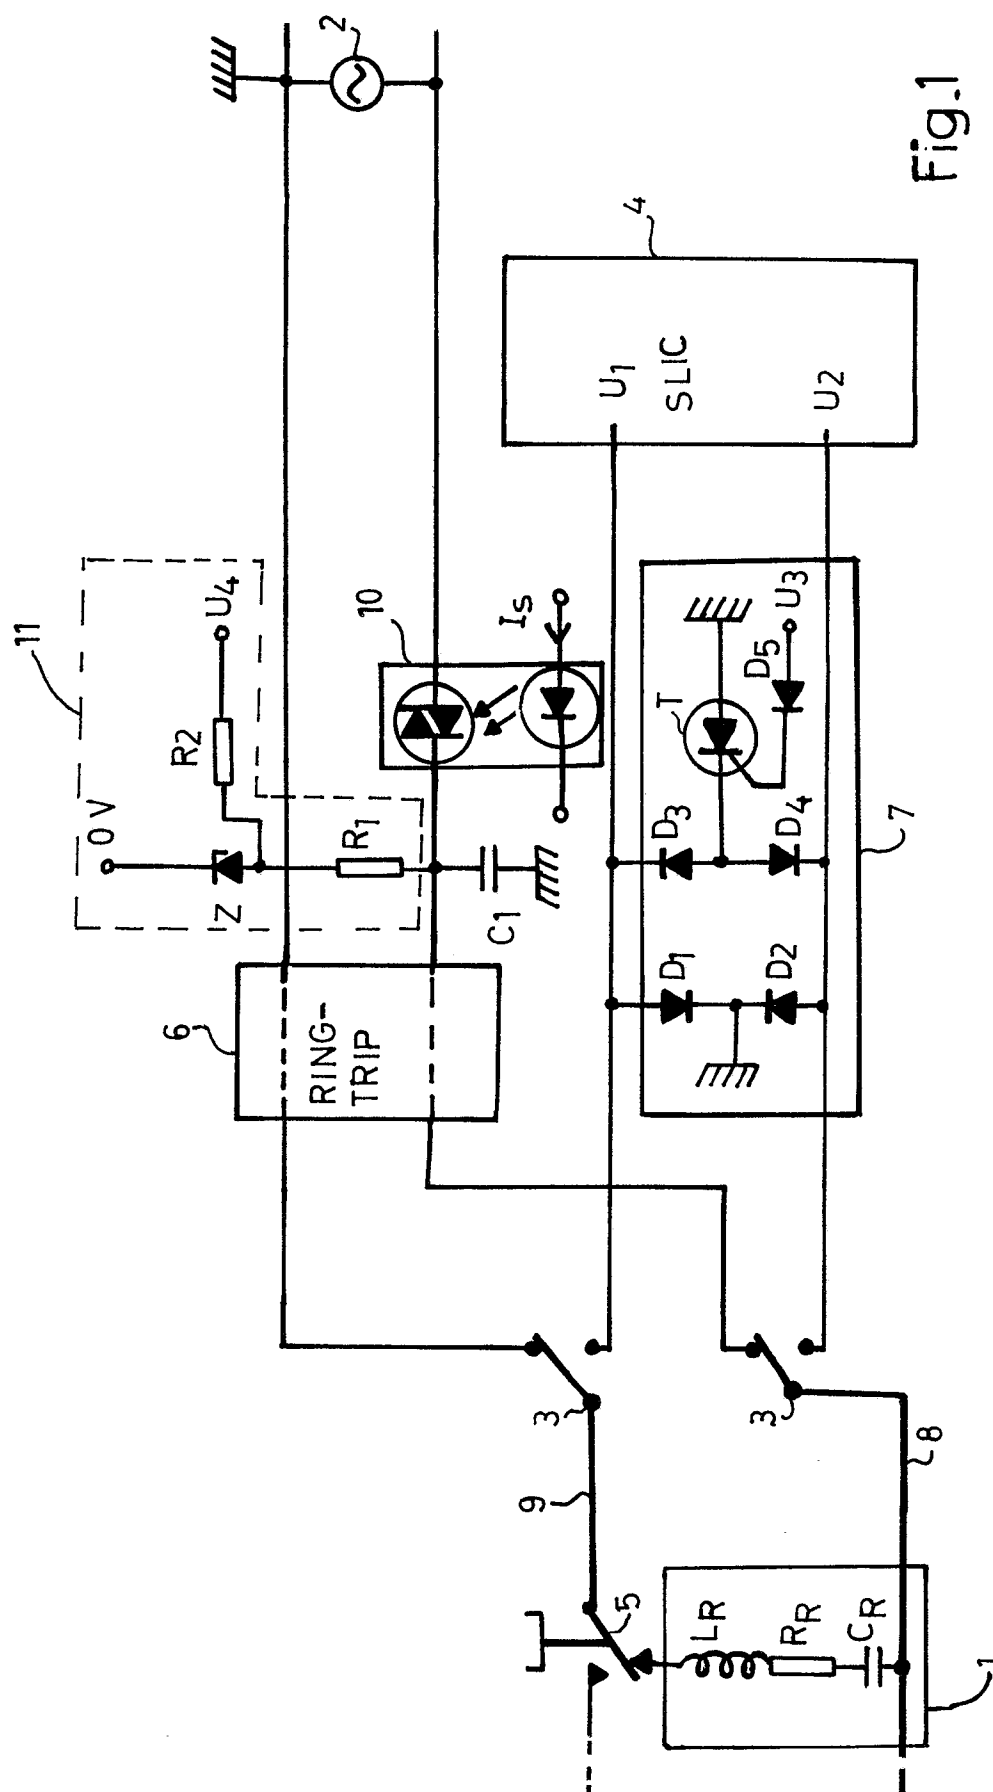 11
0 V
R2
U4
Z
R1
C1
10
Is
2
6
RING-
TRIP
4
U1
SLIC
U2
D1
D2
D3
D4
T
D5
U3
7
3
3
9
8
5
LR
RR
CR
1
Fig.1